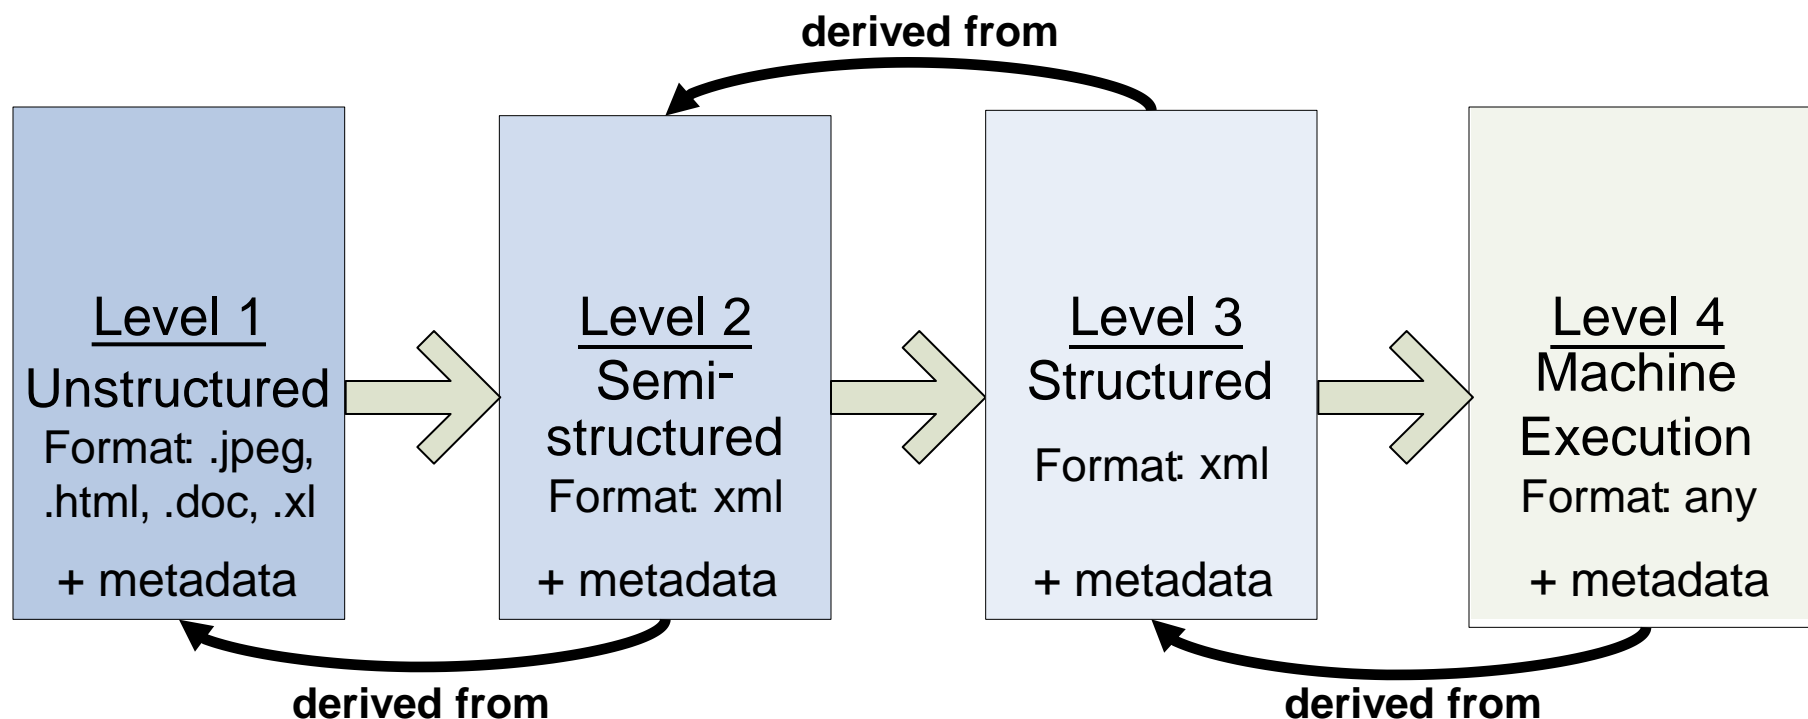 derived from
Level 1
Unstructured
Format: .jpeg,
.html, .doc, .xl
+ metadata
Level 2
Semi-
structured
Format: xml
+ metadata
Level 3
Structured
Format: xml
+ metadata
Level 4
Machine
Execution
Format: any
+ metadata
derived from
derived from